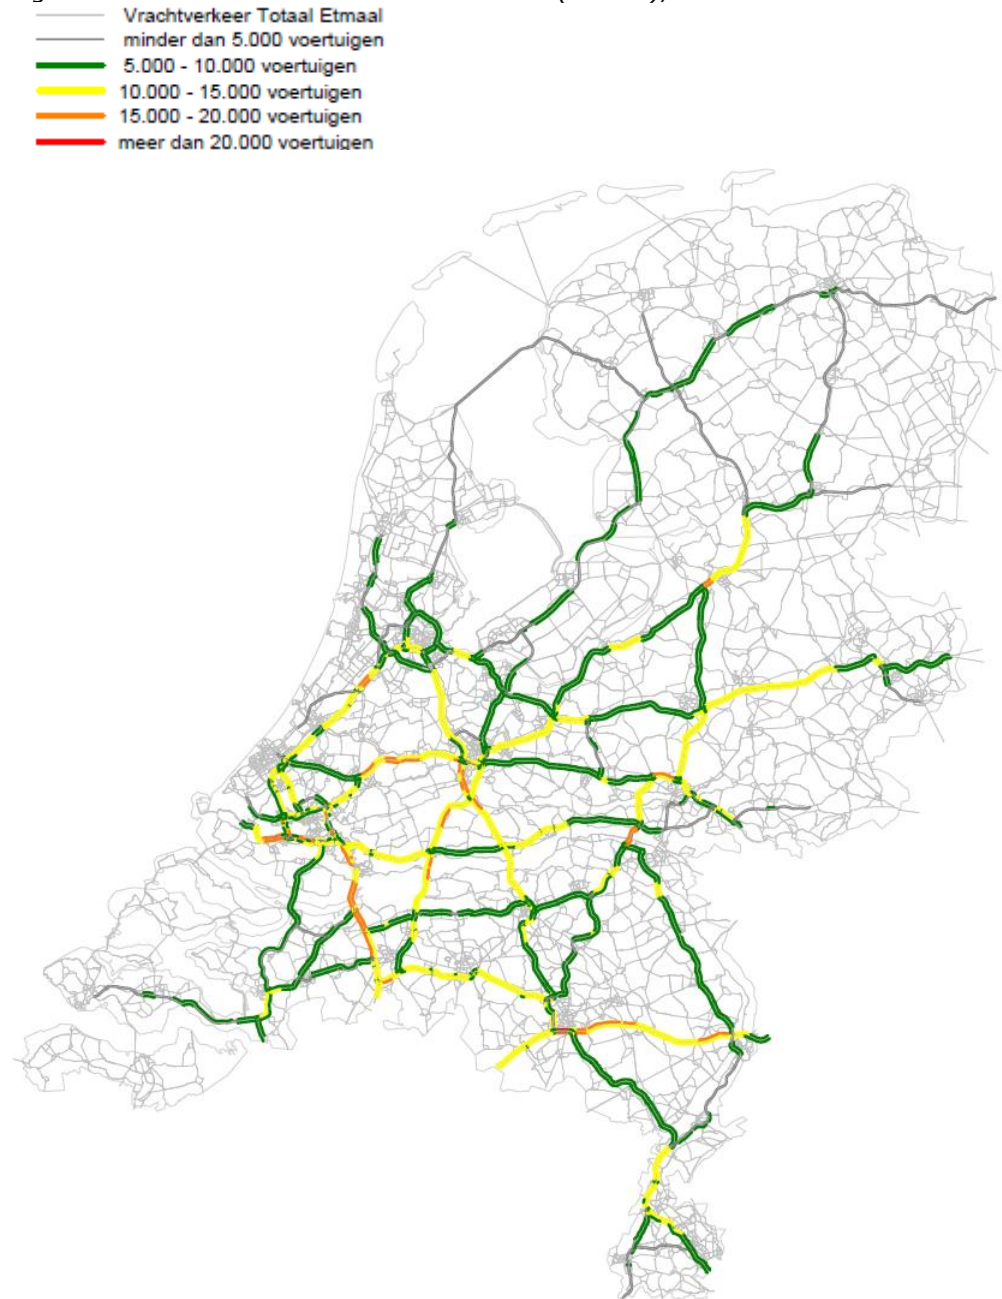 Vrachtverkeer Totaal Etmaal
minder dan 5.000 voertuigen
5.000 - 10.000 voertuigen
10.000 - 15.000 voertuigen
15.000 - 20.000 voertuigen
meer dan 20.000 voertuigen